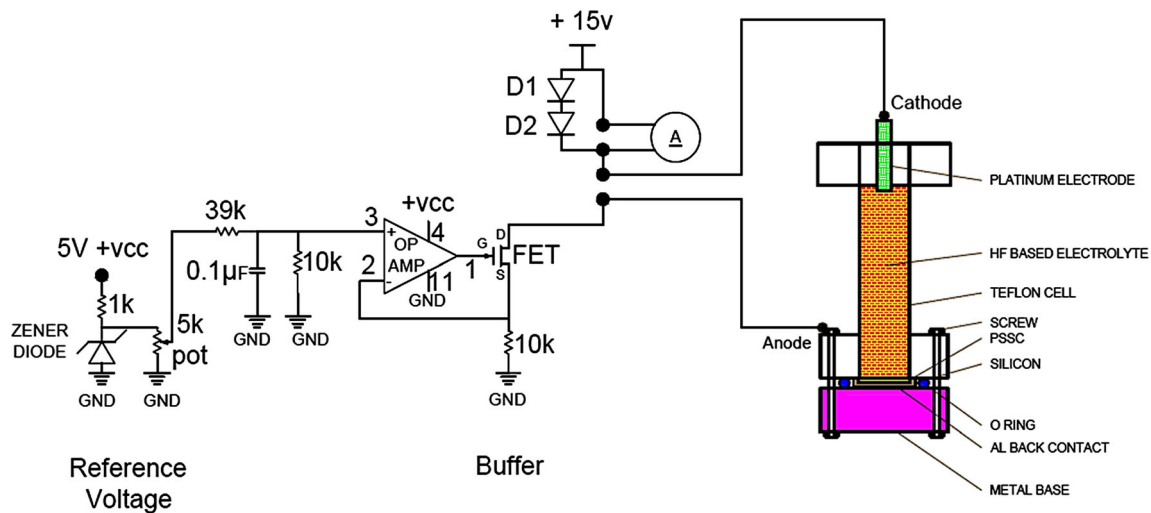 + 15v
D1
D2
A
Cathode
PLATINUM ELECTRODE
39k
+vcc
3
4
OP
AMP
D
G
S
FET
HF BASED ELECTROLYTE
5V +vcc
0.1µF
10k
2
1
11
GND
TEFLON CELL
1k
GND
GND
SCREW
ZENER
DIODE
5k
pot
10k
Anode
PSSC
SILICON
GND
GND
GND
O RING
AL BACK CONTACT
Reference
Voltage
Buffer
METAL BASE